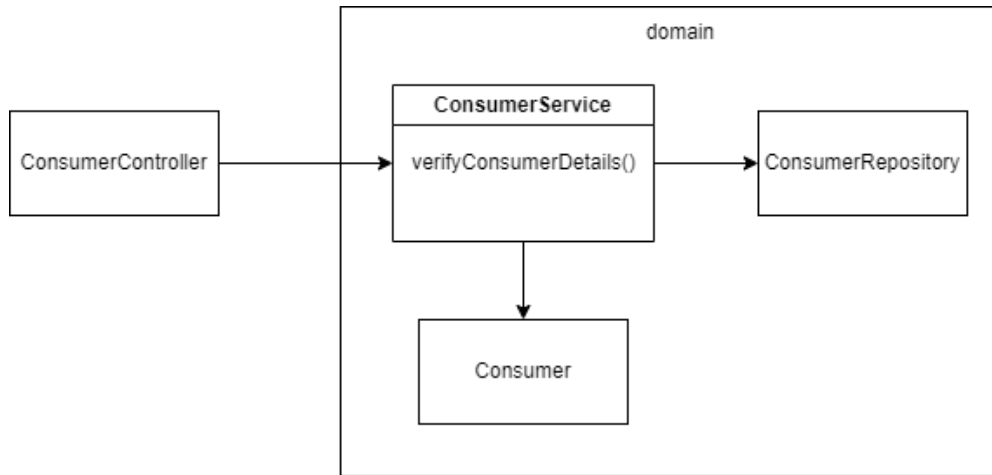 domain
ConsumerController
ConsumerService
verifyConsumerDetails()
ConsumerRepository
Consumer